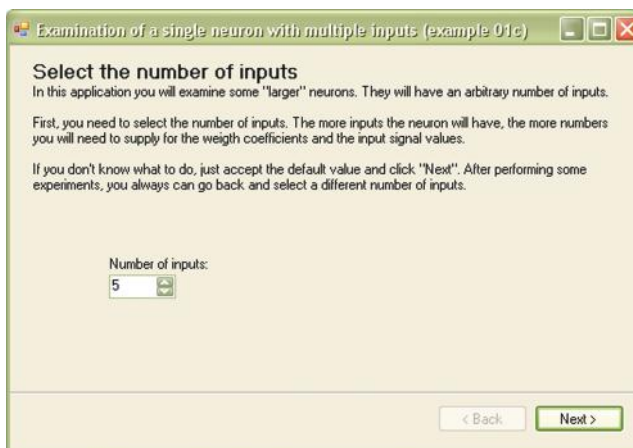 Examination of a single neuron with multiple inputs (example 01c)
Select the number of inputs
In this application you will examine some "larger" neurons. They will have an arbitrary number of inputs.
First, you need to select the number of inputs. The more inputs the neuron will have, the more numbers
you will need to supply for the weigth coefficients and the input signal values.
If you don't know what to do, just accept the default value and click "Next". After performing some
experiments, you always can go back and select a different number of inputs.
Number of inputs:
5
< Back
Next >